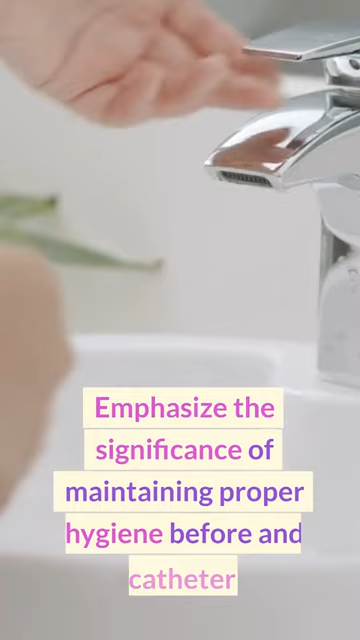 Emphasize the
significance of
maintaining proper
hygiene before and
catheter